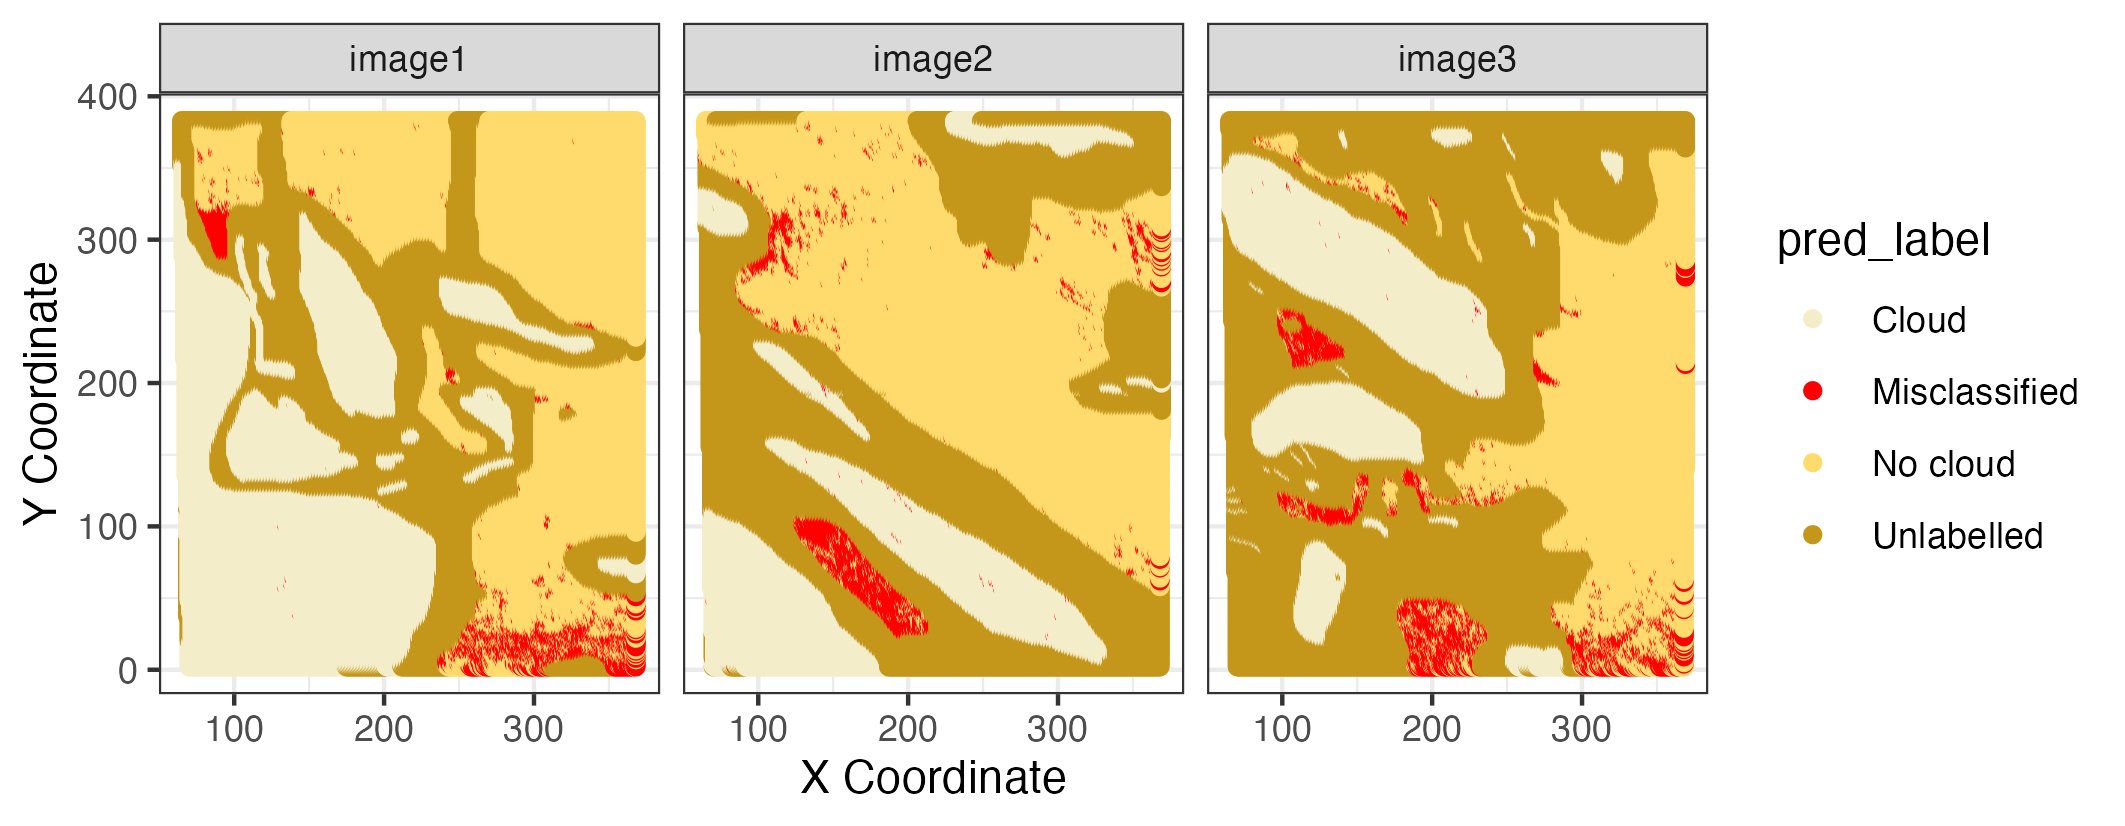 image1 image2 image3
400
300
200
100
0
Y Coordinate
100 200 300 100 200 300 100 200 300
X Coordinate
pred_label
Cloud
Misclassified
No cloud
Unlabelled